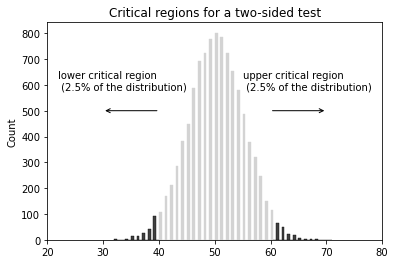 Critical regions for a two-sided test
800
700
600
500
400
300
200
100
0
Count
lower critical region
(2.5% of the distribution)
upper critical region
(2.5% of the distribution)
20 30 40 50 60 70 80